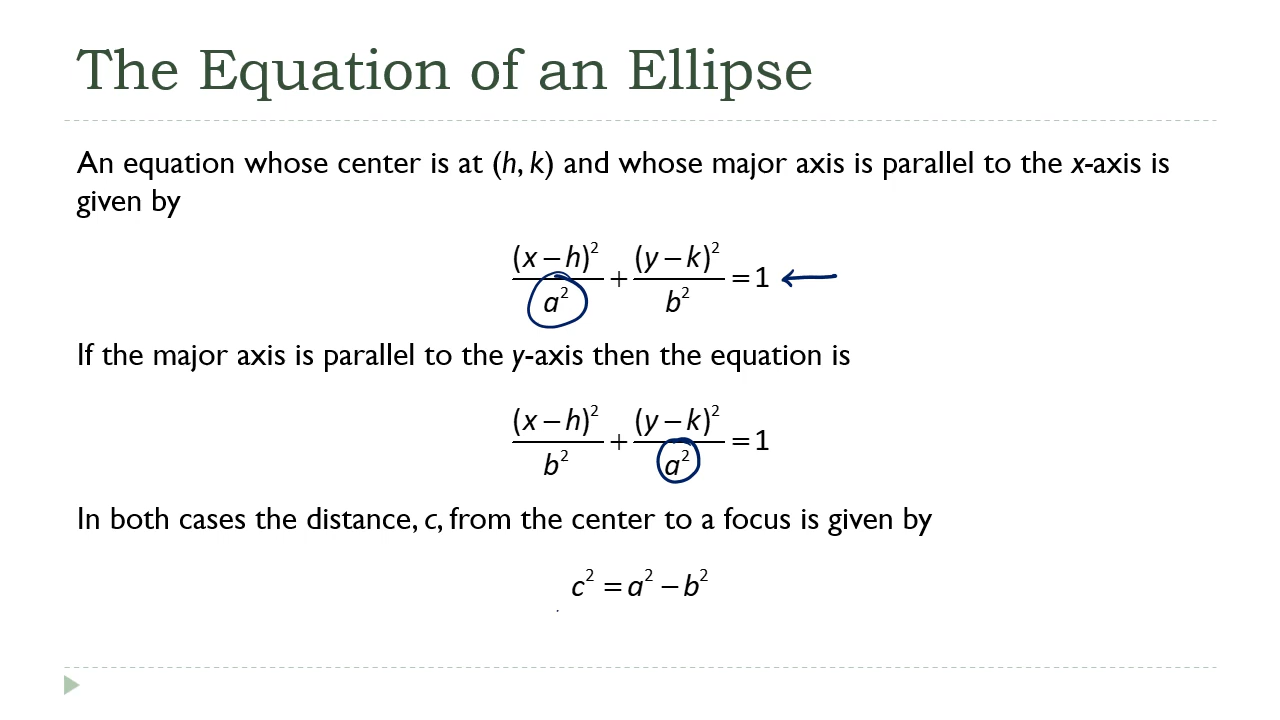 The Equation of an Ellipse
An equation whose center is at (h, k) and whose major axis is parallel to the x-axis is
given by
(x – h)²/a² + (y – k)²/b² = 1
If the major axis is parallel to the y-axis then the equation is
(x – h)²/b² + (y – k)²/a² = 1
In both cases the distance, c, from the center to a focus is given by
c² = a² – b²